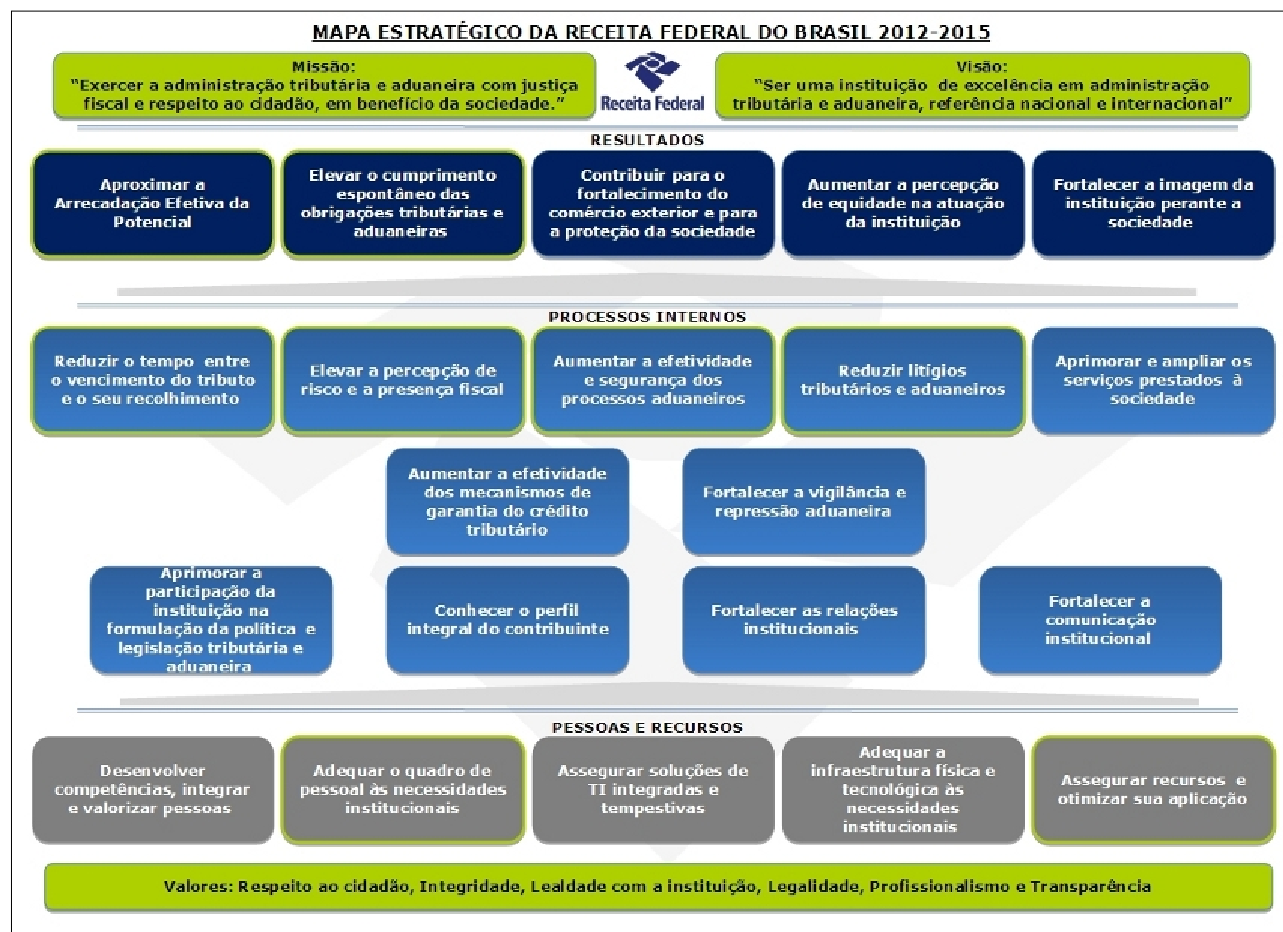 MAPA ESTRATÉGICO DA RECEITA FEDERAL DO BRASIL 2012-2015
Missão:
“Exercer a administração tributária e aduaneira com justiça
fiscal e respeito ao cidadão, em benefício da sociedade.”
Receita Federal
Visão:
“Ser uma instituição de excelência em administração
tributária e aduaneira, referência nacional e internacional”
RESULTADOS
Aproximar a
Arrecadação Efetiva da
Potencial
Elevar o cumprimento
espontâneo das
obrigações tributárias e
aduaneiras
Contribuir para o
fortalecimento do
comércio exterior e para
a proteção da sociedade
Aumentar a percepção
de equidade na atuação
da instituição
Fortalecer a imagem da
instituição perante a
sociedade
PROCESSOS INTERNOS
Reduzir o tempo entre
o vencimento do tributo
e o seu recolhimento
Elevar a percepção de
risco e a presença fiscal
Aumentar a efetividade
e segurança dos
processos aduaneiros
Reduzir litígios
tributários e aduaneiros
Aprimorar e ampliar os
serviços prestados à
sociedade
Aumentar a efetividade
dos mecanismos de
garantia do crédito
tributário
Fortalecer a vigilância e
repressão aduaneira
Aprimorar a
participação da
instituição na
formulação da política e
legislação tributária e
aduaneira
Conhecer o perfil
integral do contribuinte
Fortalecer as relações
institucionais
Fortalecer a
comunicação
institucional
PESSOAS E RECURSOS
Desenvolver
competências, integrar
e valorizar pessoas
Adequar o quadro de
pessoal às necessidades
institucionais
Assegurar soluções de
TI integradas e
tempestivas
Adequar a
infraestrutura física e
tecnológica às
necessidades
institucionais
Assegurar recursos e
otimizar sua aplicação
Valores: Respeito ao cidadão, Integridade, Lealdade com a instituição, Legalidade, Profissionalismo e Transparência